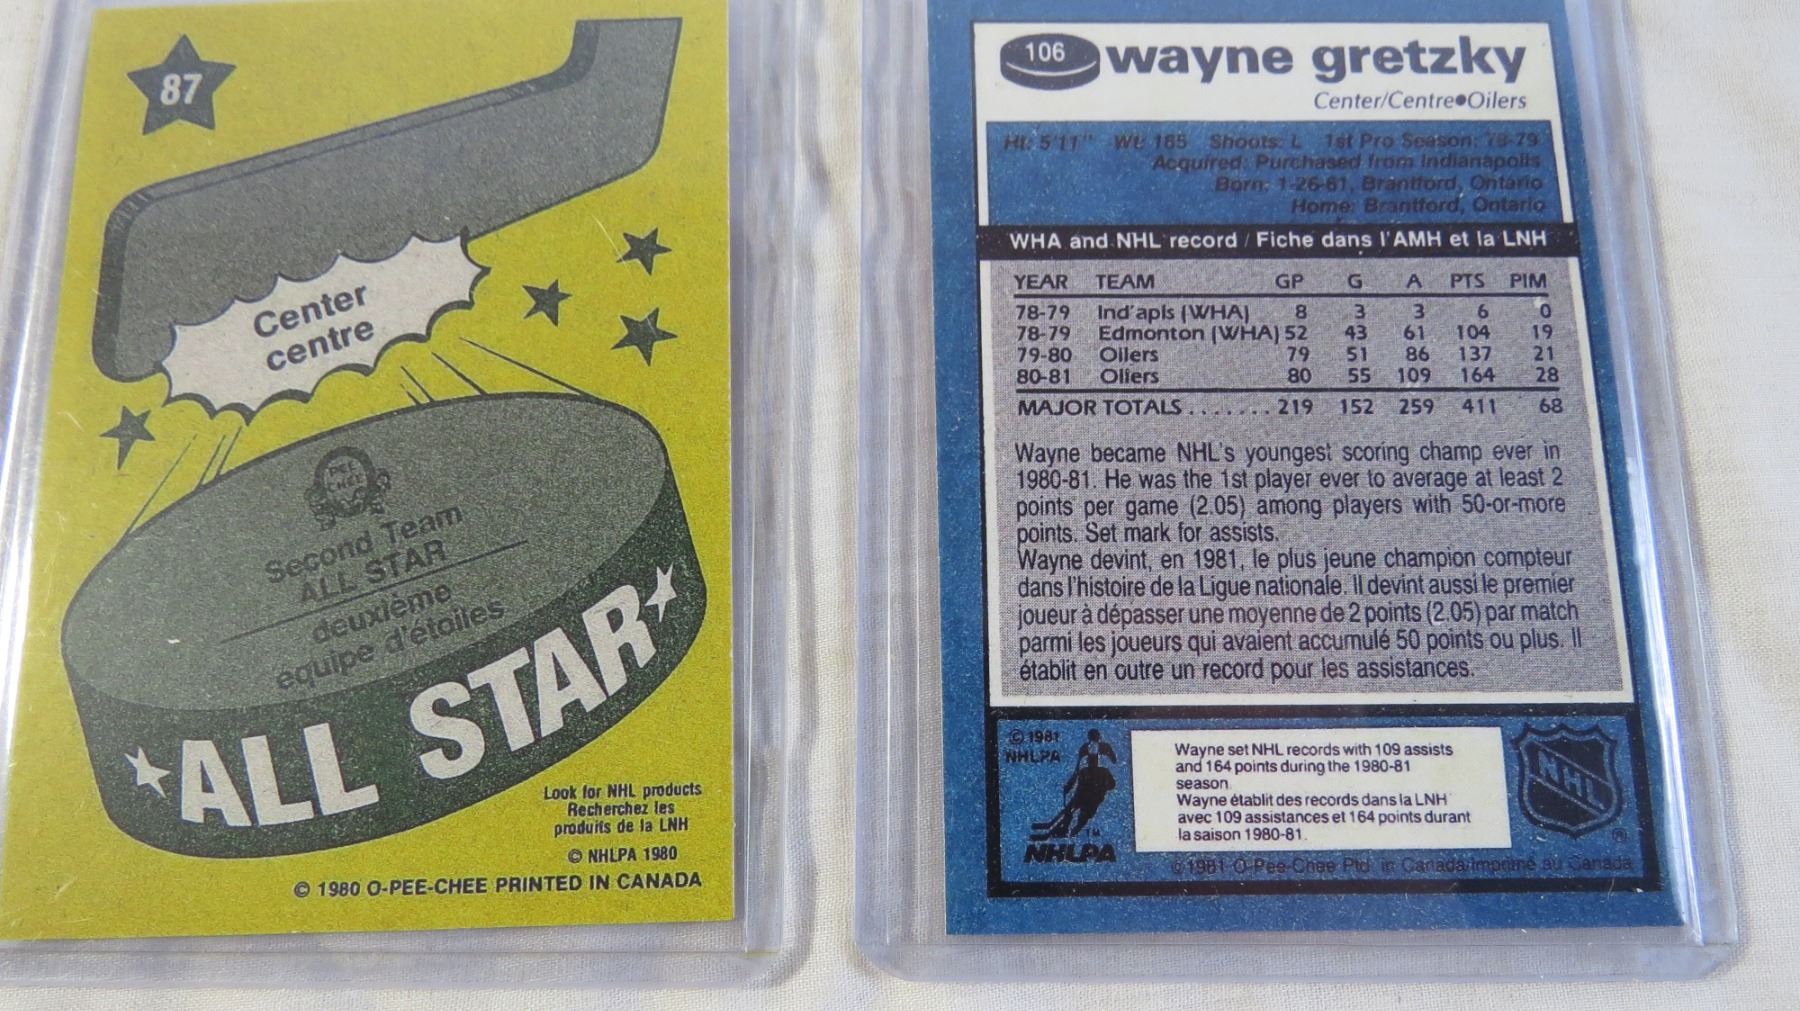 87
Center
centre
PEE
CHEE
Second Team
ALL STAR
deuxième
équipe d'étoiles
ALL STAR
Look for NHL products
Recherchez les
produits de la LNH
© NHLPA 1980
© 1980 O-PEE-CHEE PRINTED IN CANADA
106 wayne gretzky
Center/Centre•Oilers
Ht: 5'11" Wt: 165 Shoots: L 1st Pro Season: 78-79
Acquired: Purchased from Indianapolis
Born: 1-26-61, Brantford, Ontario
Home: Brantford, Ontario
WHA and NHL record / Fiche dans l'AMH et la LNH
YEAR TEAM GP G A PTS PIM
78-79 Ind'apls (WHA) 8 3 3 6 0
78-79 Edmonton (WHA) 52 43 61 104 19
79-80 Oilers 79 51 86 137 21
80-81 Oilers 80 55 109 164 28
MAJOR TOTALS ....... 219 152 259 411 68
Wayne became NHL's youngest scoring champ ever in
1980-81. He was the 1st player ever to average at least 2
points per game (2.05) among players with 50-or-more
points. Set mark for assists.
Wayne devint, en 1981, le plus jeune champion compteur
dans l'histoire de la Ligue nationale. Il devint aussi le premier
joueur à dépasser une moyenne de 2 points (2.05) par match
parmi les joueurs qui avaient accumulé 50 points ou plus. Il
établit en outre un record pour les assistances.
© 1981
NHLPA
TM
NHLPA
Wayne set NHL records with 109 assists
and 164 points during the 1980-81
season.
Wayne établit des records dans la LNH
avec 109 assistances et 164 points durant
la saison 1980-81.
NHL
®
© 1981 O-Pee-Chee Ptd. in Canada/Imprimé au Canada